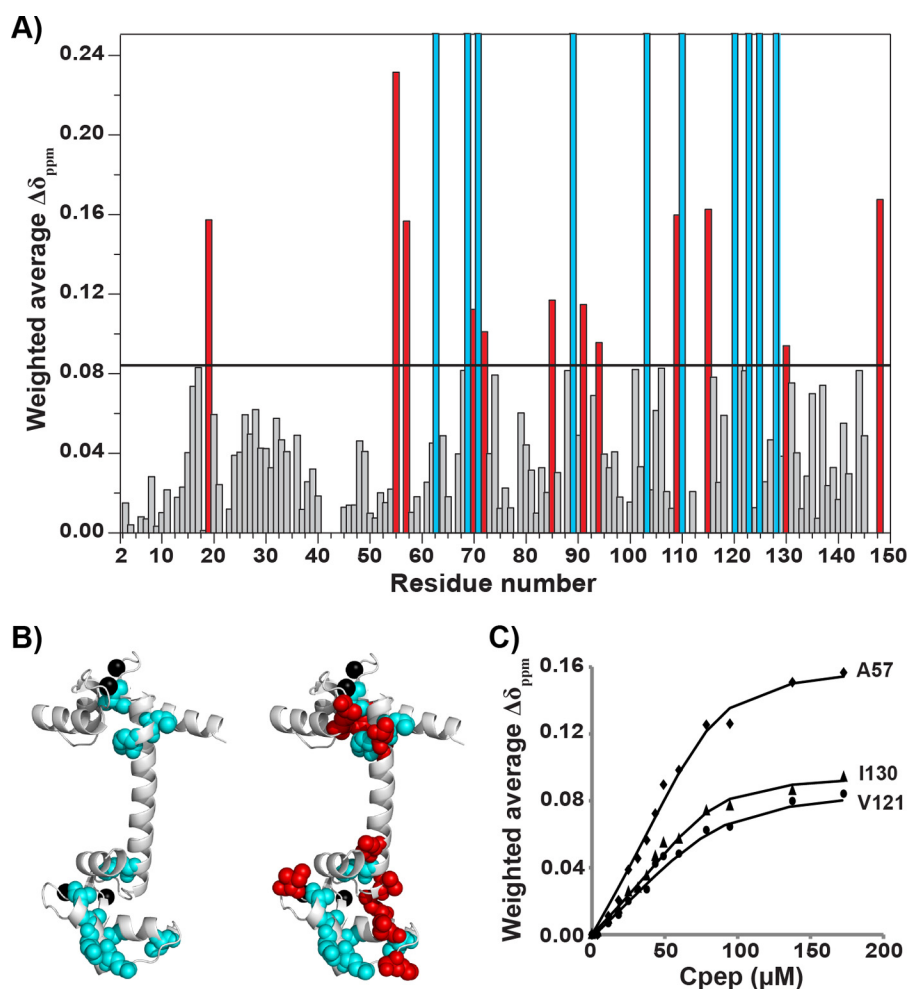 A)
Weighted average Δδppm
0.24
0.20
0.16
0.12
0.08
0.04
0.00
2 10 20 30 40 50 60 70 80 90 100 110 120 130 140 150
Residue number
B)
C)
Weighted average Δδppm
0.16
0.12
0.08
0.04
0.00
A57
I130
V121
0 50 100 150 200
Cpep (µM)